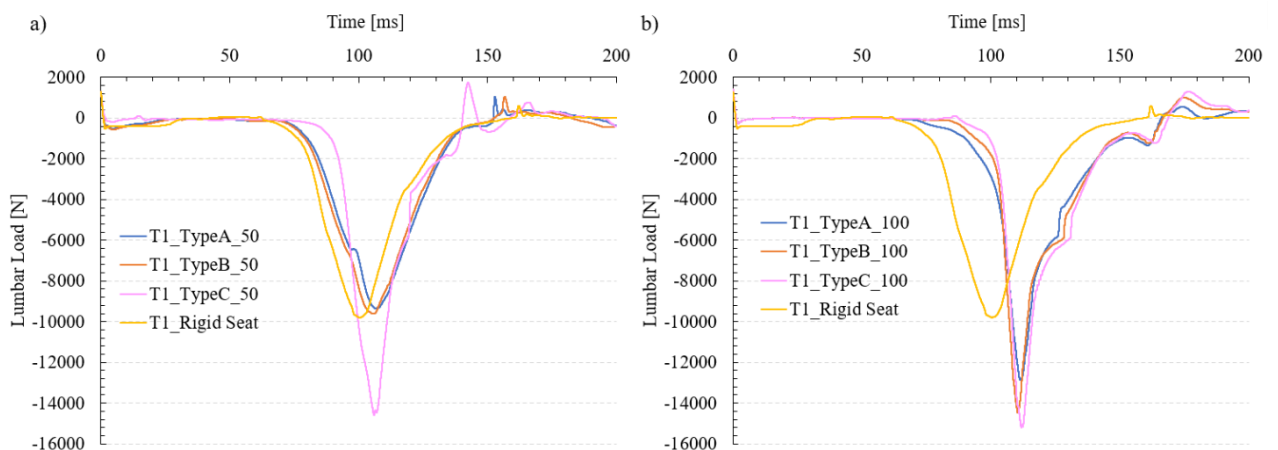 a)
Time [ms]
0 50 100 150 200
2000
0
-2000
-4000
-6000
-8000
-10000
-12000
-14000
-16000
Lumbar Load [N]
T1_TypeA_50
T1_TypeB_50
T1_TypeC_50
T1_Rigid Seat
b)
Time [ms]
0 50 100 150 200
2000
0
-2000
-4000
-6000
-8000
-10000
-12000
-14000
-16000
Lumbar Load [N]
T1_TypeA_100
T1_TypeB_100
T1_TypeC_100
T1_Rigid Seat